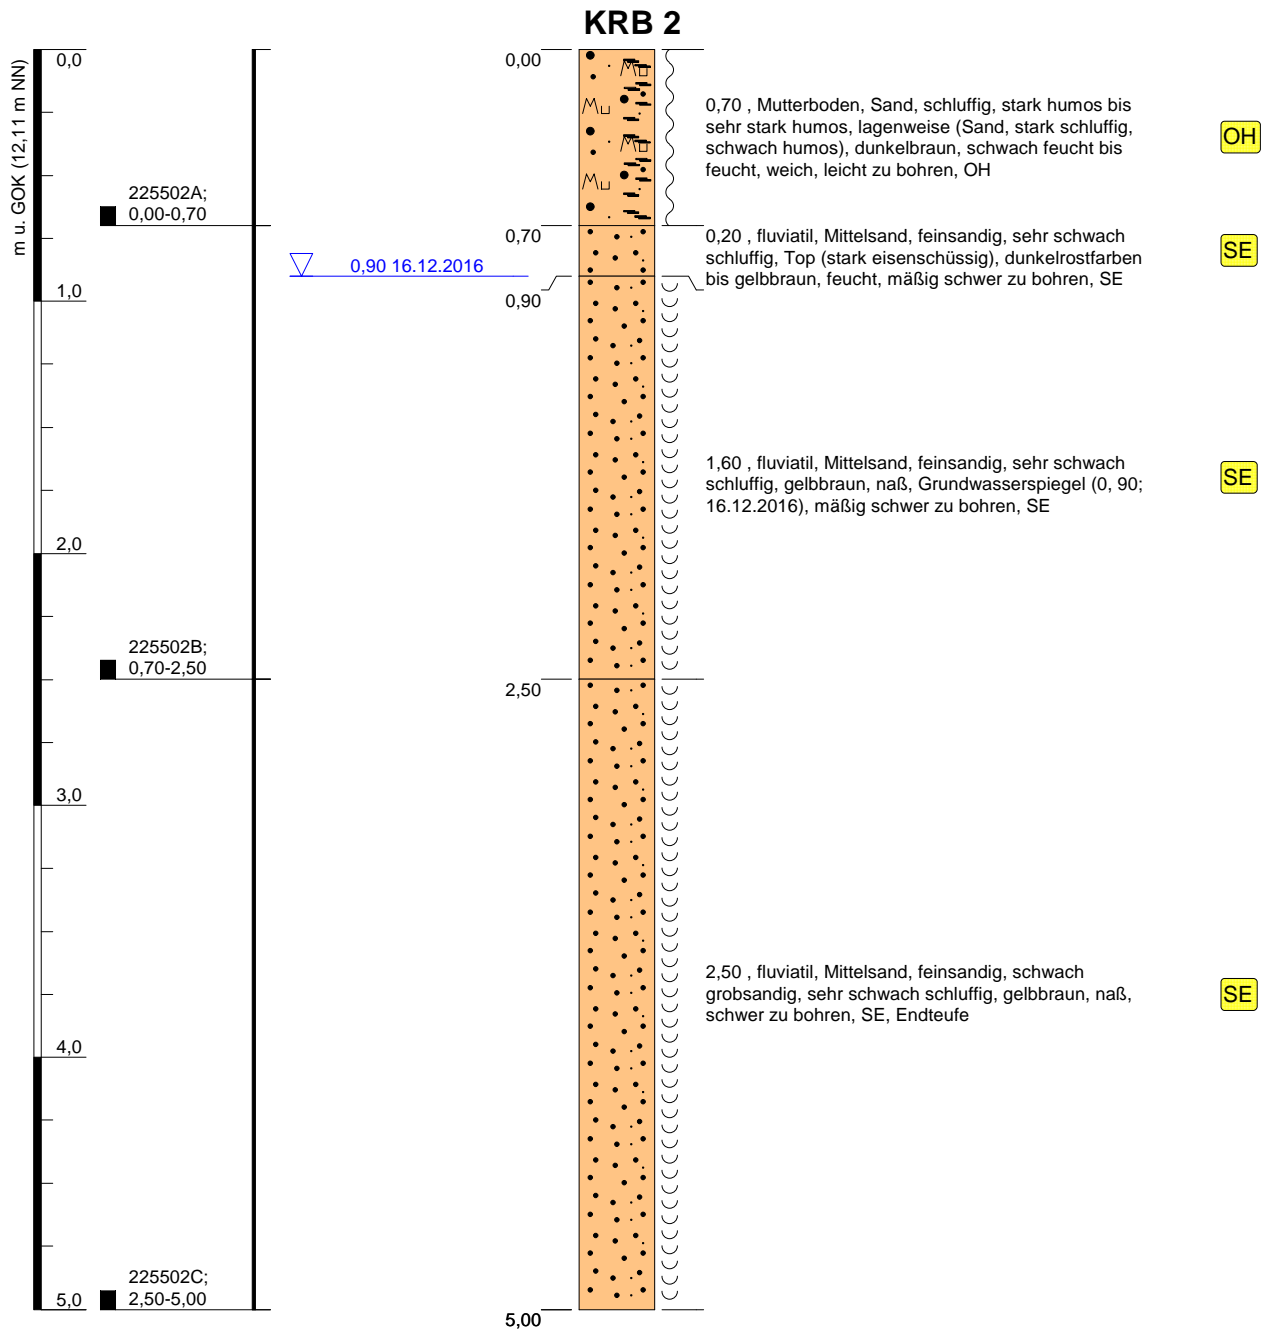 KRB 2
m u. GOK (12,11 m NN)
0,0
1,0
2,0
3,0
4,0
5,0
225502A;
0,00-0,70
225502B;
0,70-2,50
225502C;
2,50-5,00
0,90 16.12.2016
0,00
0,70
0,90
2,50
5,00
0,70 , Mutterboden, Sand, schluffig, stark humos bis
sehr stark humos, lagenweise (Sand, stark schluffig,
schwach humos), dunkelbraun, schwach feucht bis
feucht, weich, leicht zu bohren, OH
OH
0,20 , fluviatil, Mittelsand, feinsandig, sehr schwach
schluffig, Top (stark eisenschüssig), dunkelrostfarben
bis gelbbraun, feucht, mäßig schwer zu bohren, SE
SE
1,60 , fluviatil, Mittelsand, feinsandig, sehr schwach
schluffig, gelbbraun, naß, Grundwasserspiegel (0, 90;
16.12.2016), mäßig schwer zu bohren, SE
SE
2,50 , fluviatil, Mittelsand, feinsandig, schwach
grobsandig, sehr schwach schluffig, gelbbraun, naß,
schwer zu bohren, SE, Endteufe
SE